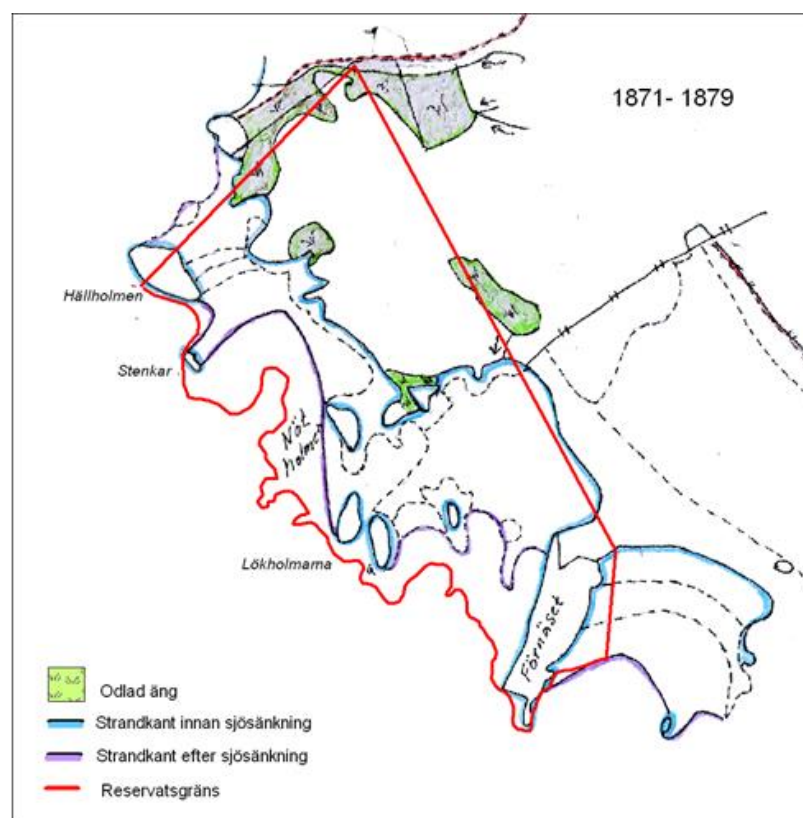 1871- 1879
Hällholmen
Stenkar
Nöt
holmen
Lökholmarna
Förnäset
Odlad äng
Strandkant innan sjösänkning
Strandkant efter sjösänkning
Reservatsgräns